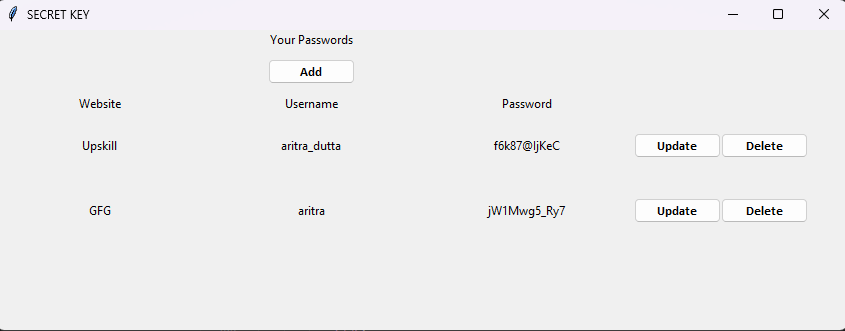 SECRET KEY
Your Passwords
Add
Website Username Password
Upskill aritra_dutta f6k87@IjKeC Update Delete
GFG aritra jW1Mwg5_Ry7 Update Delete